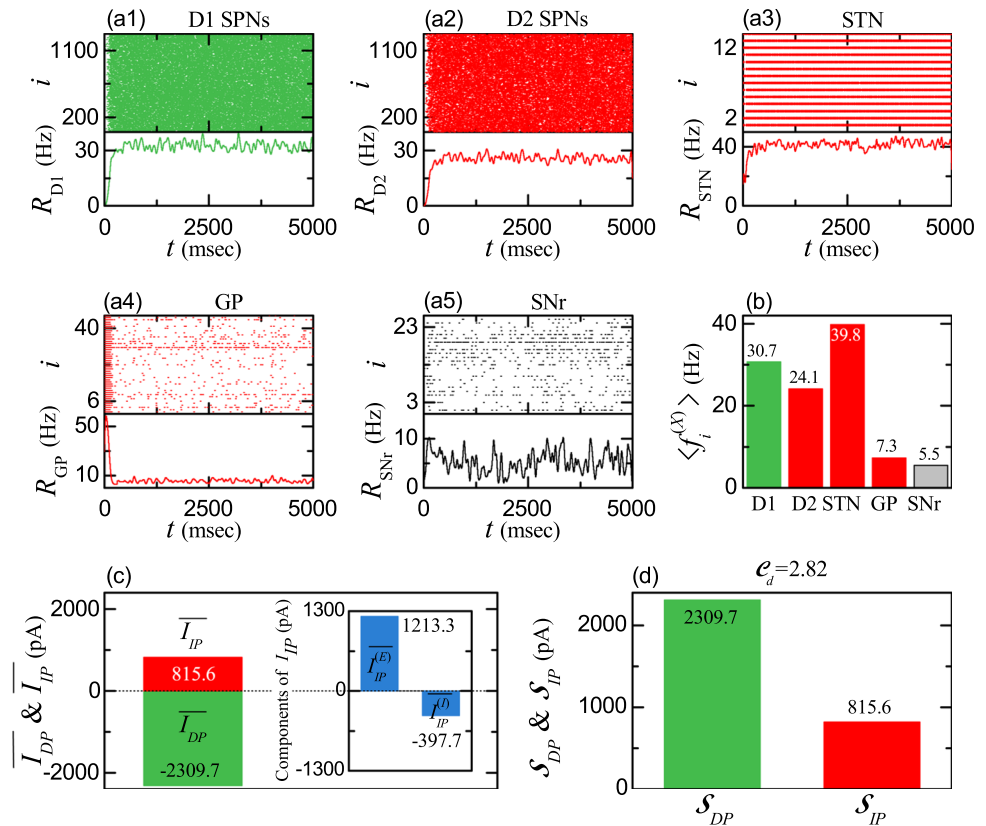 (a1) D1 SPNs
1100
i
200
R_D1 (Hz)
30
0
0 2500 5000
t (msec)
(a2) D2 SPNs
1100
i
200
R_D2 (Hz)
30
0
0 2500 5000
t (msec)
(a3) STN
12
i
2
R_STN (Hz)
40
0
0 2500 5000
t (msec)
(a4) GP
40
i
6
R_GP (Hz)
50
10
0 2500 5000
t (msec)
(a5) SNr
23
i
3
R_SNr (Hz)
10
0
0 2500 5000
t (msec)
(b)
<f_i^(X)> (Hz)
40
20
0
30.7
24.1
39.8
7.3
5.5
D1 D2 STN GP SNr
(c)
I_DP & I_IP (pA)
2000
0
-2000
I_IP
815.6
I_DP
-2309.7
Components of I_IP (pA)
1300
0
-1300
1213.3
I_IP^(E)
I_IP^(I)
-397.7
(d)
𝒞_d=2.82
S_DP & S_IP (pA)
2000
1000
0
2309.7
815.6
S_DP S_IP